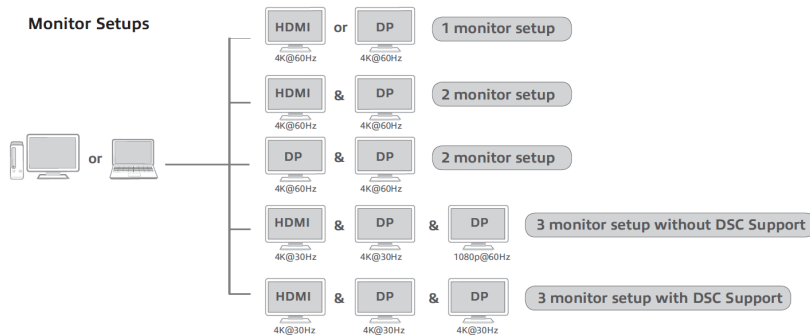 Monitor Setups
HDMI or DP 1 monitor setup
4K@60Hz 4K@60Hz
HDMI & DP 2 monitor setup
4K@60Hz 4K@60Hz
or
DP & DP 2 monitor setup
4K@60Hz 4K@60Hz
HDMI & DP & DP 3 monitor setup without DSC Support
4K@30Hz 4K@30Hz 1080p@60Hz
HDMI & DP & DP 3 monitor setup with DSC Support
4K@30Hz 4K@30Hz 4K@30Hz